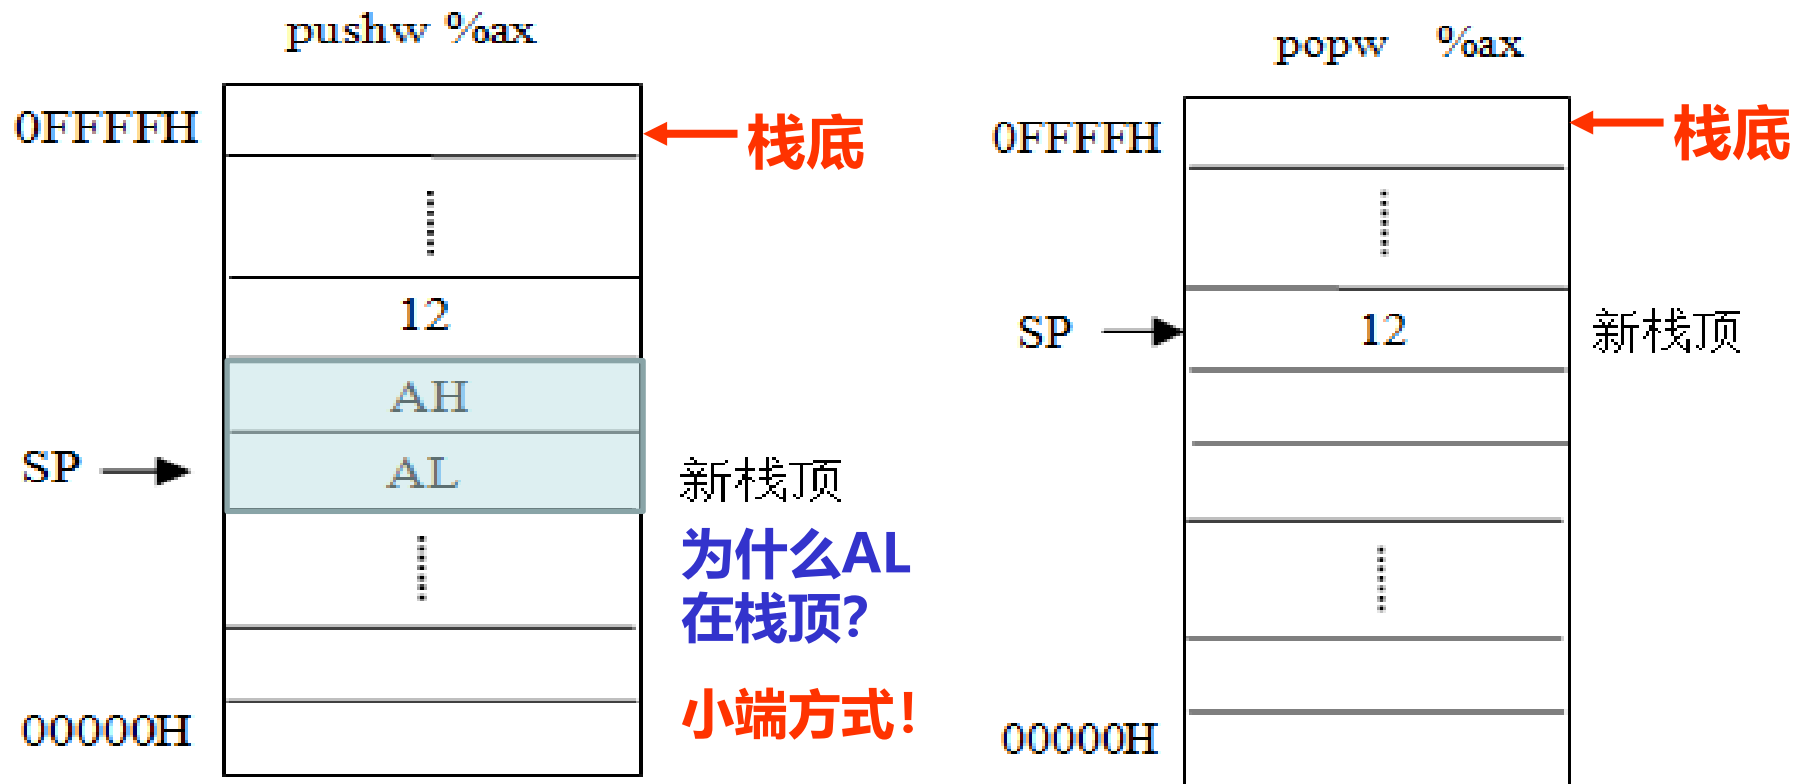 pushw %ax
0FFFFH
栈底
12
AH
SP
AL
新栈顶
为什么AL
在栈顶?
小端方式!
00000H
popw %ax
0FFFFH
栈底
SP
12
新栈顶
00000H